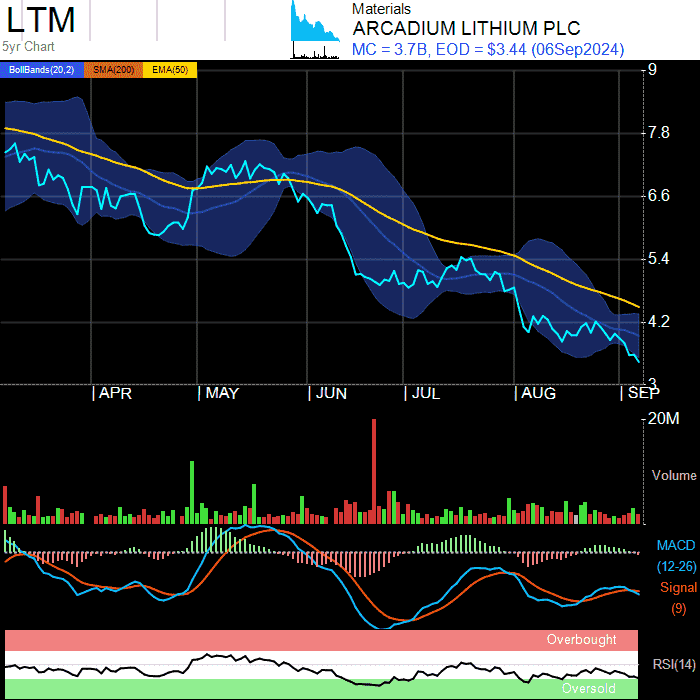 LTM
5yr Chart
Materials
ARCADIUM LITHIUM PLC
MC = 3.7B, EOD = $3.44 (06Sep2024)
BollBands(20,2) SMA(200) EMA(50)
9
7.8
6.6
5.4
4.2
3
APR MAY JUN JUL AUG SEP
20M
Volume
MACD
(12-26)
Signal
(9)
Overbought
RSI(14)
Oversold